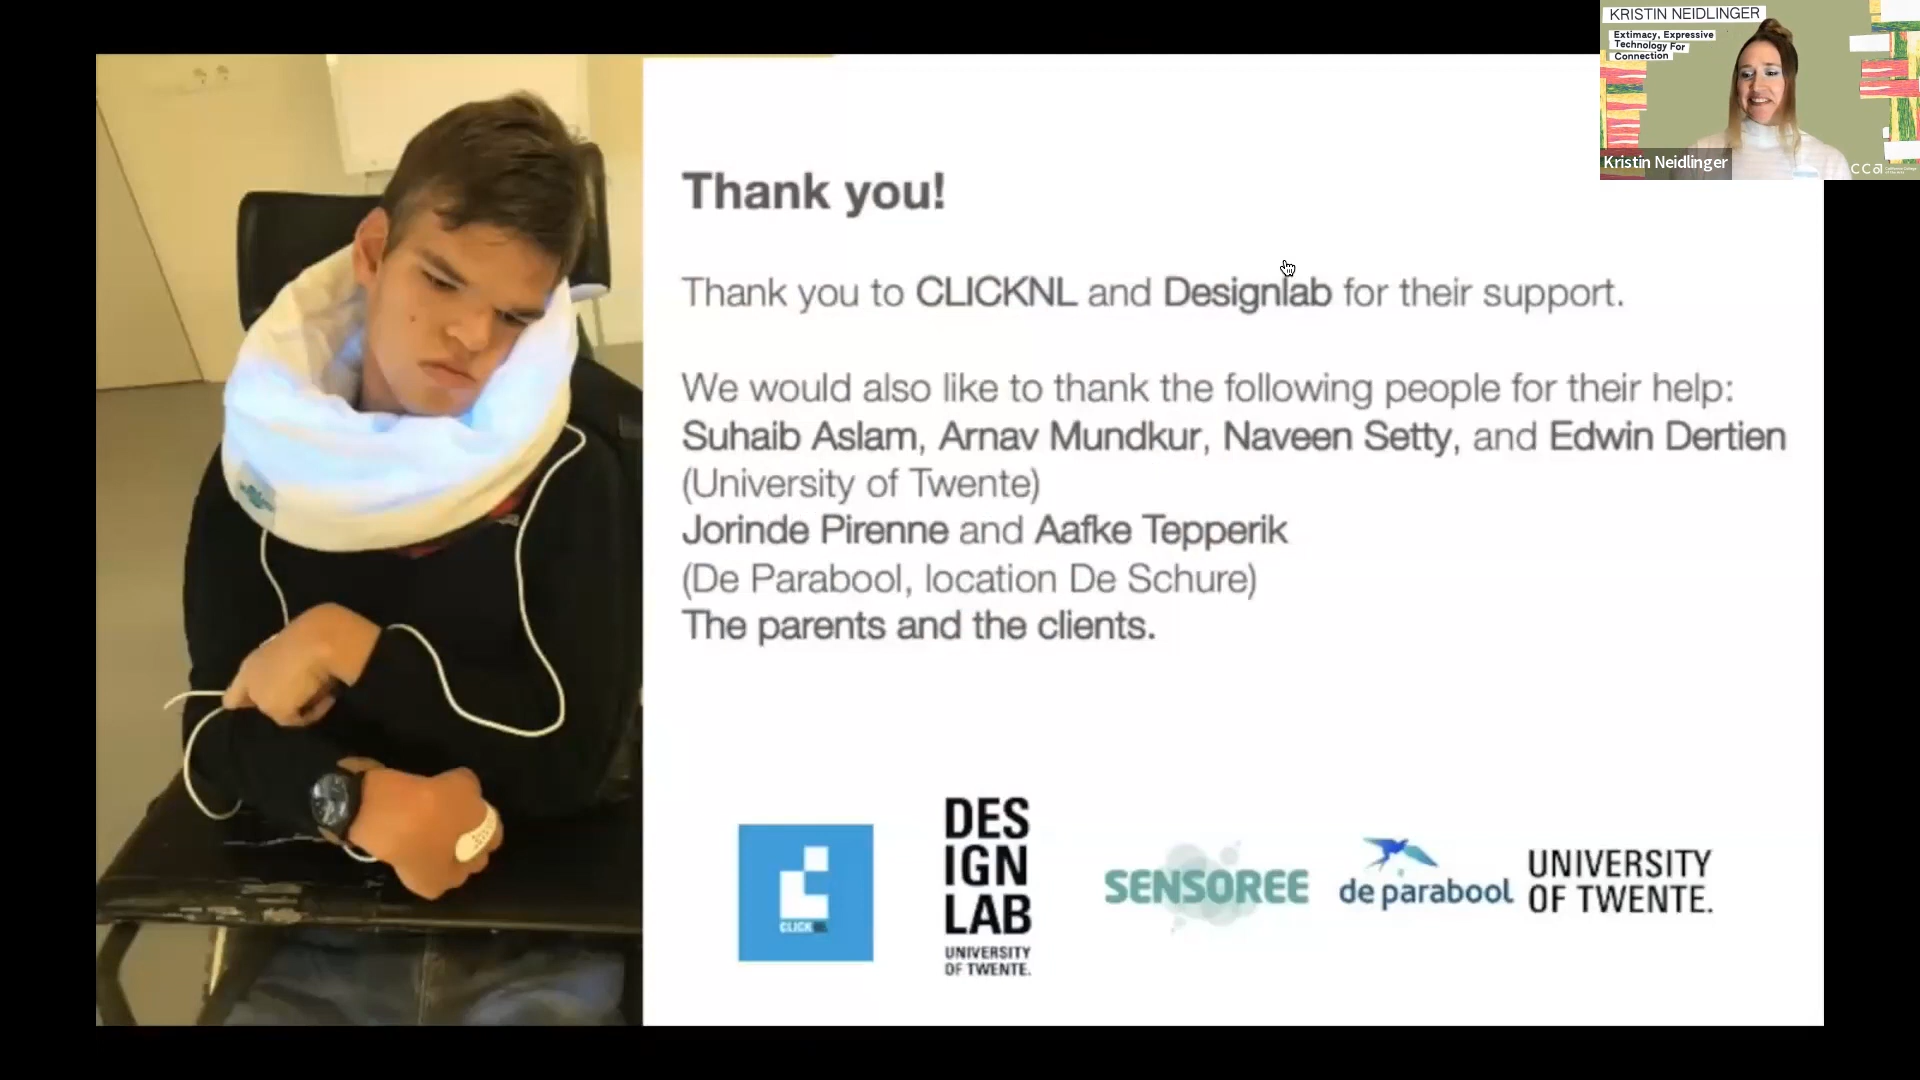 KRISTIN NEIDLINGER
Extimacy, Expressive
Technology For
Connection
Kristin Neidlinger
cca
Thank you!
Thank you to CLICKNL and Designlab for their support.
We would also like to thank the following people for their help:
Suhaib Aslam, Arnav Mundkur, Naveen Setty, and Edwin Dertien
(University of Twente)
Jorinde Pirenne and Aafke Tepperik
(De Parabool, location De Schure)
The parents and the clients.
CLICKNL
DES
IGN
LAB
UNIVERSITY
OF TWENTE.
SENSOREE
de parabool
UNIVERSITY
OF TWENTE.